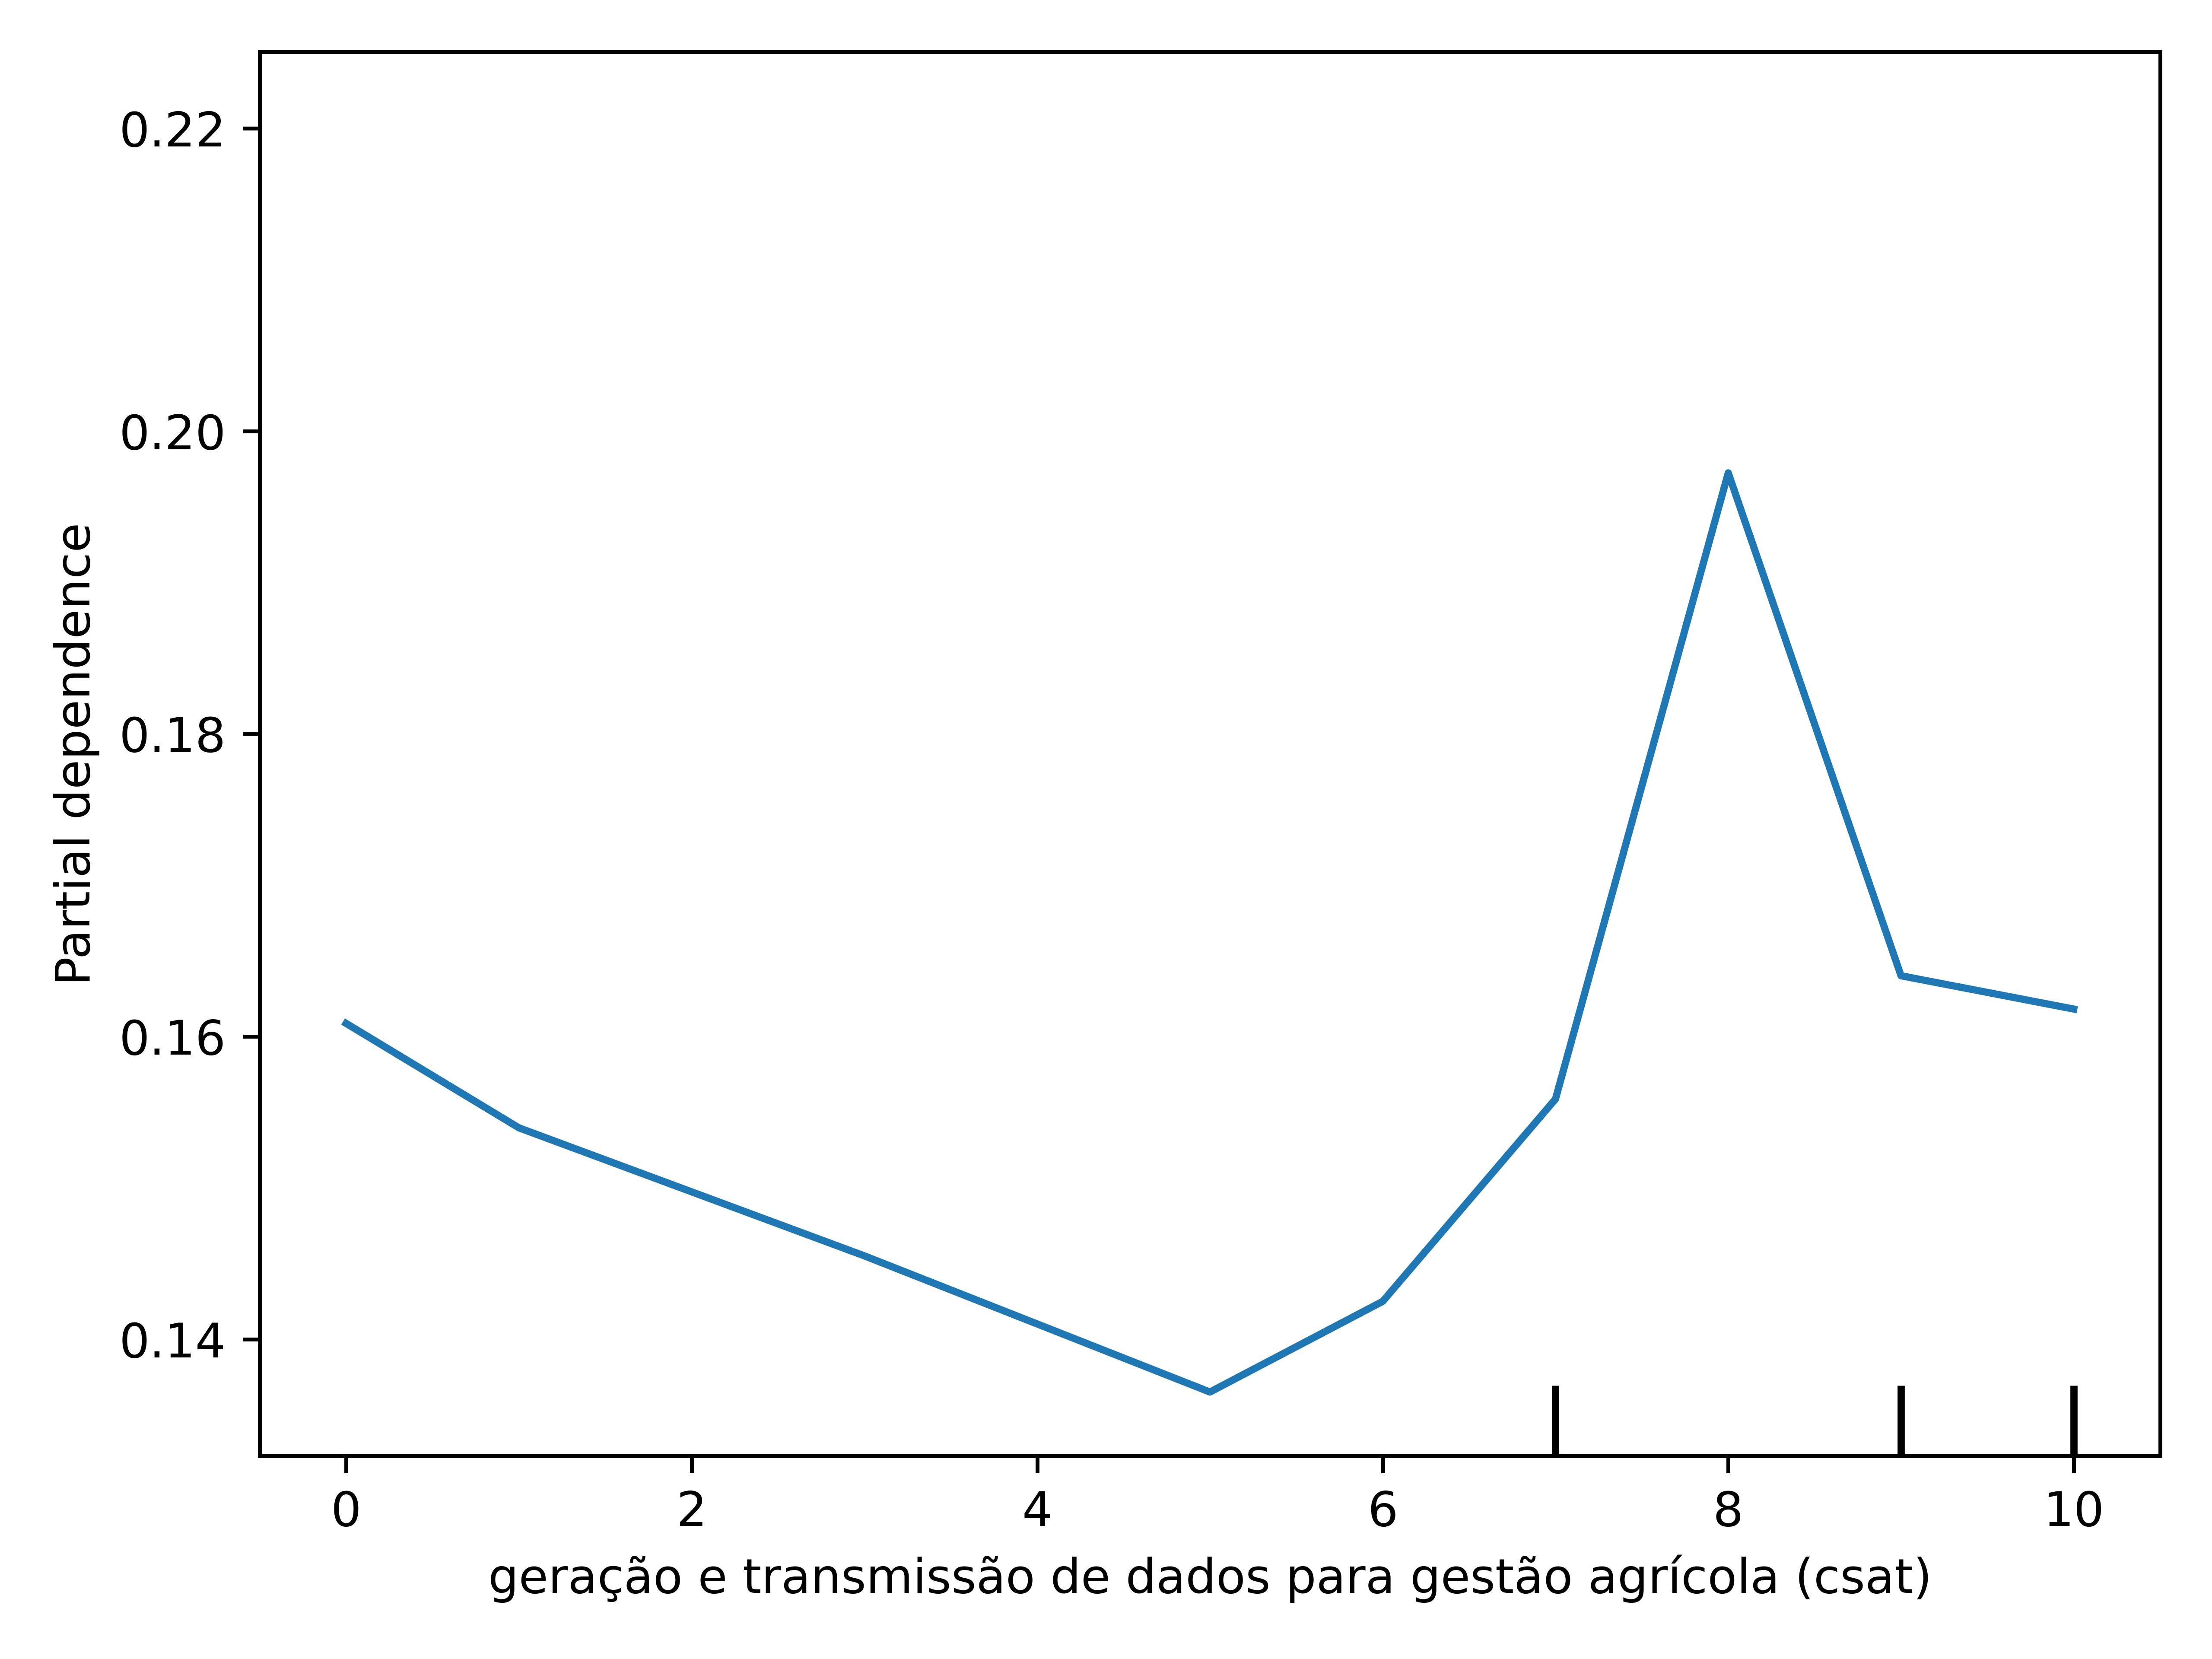 0.22
0.20
0.18
0.16
0.14
Partial dependence
0 2 4 6 8 10
geração e transmissão de dados para gestão agrícola (csat)